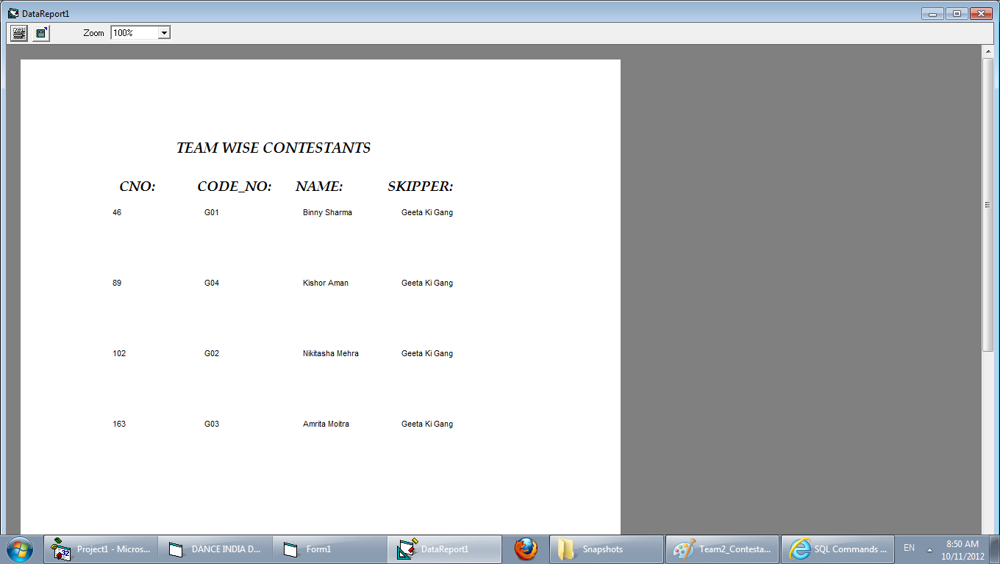 DataReport1
Zoom 100%
TEAM WISE CONTESTANTS
CNO: CODE_NO: NAME: SKIPPER:
46 G01 Binny Sharma Geeta Ki Gang
89 G04 Kishor Aman Geeta Ki Gang
102 G02 Nikitasha Mehra Geeta Ki Gang
163 G03 Amrita Moitra Geeta Ki Gang
Project1 - Micros... DANCE INDIA D... Form1 DataReport1 Snapshots Team2_Contesta... SQL Commands ... EN 8:50 AM
10/11/2012